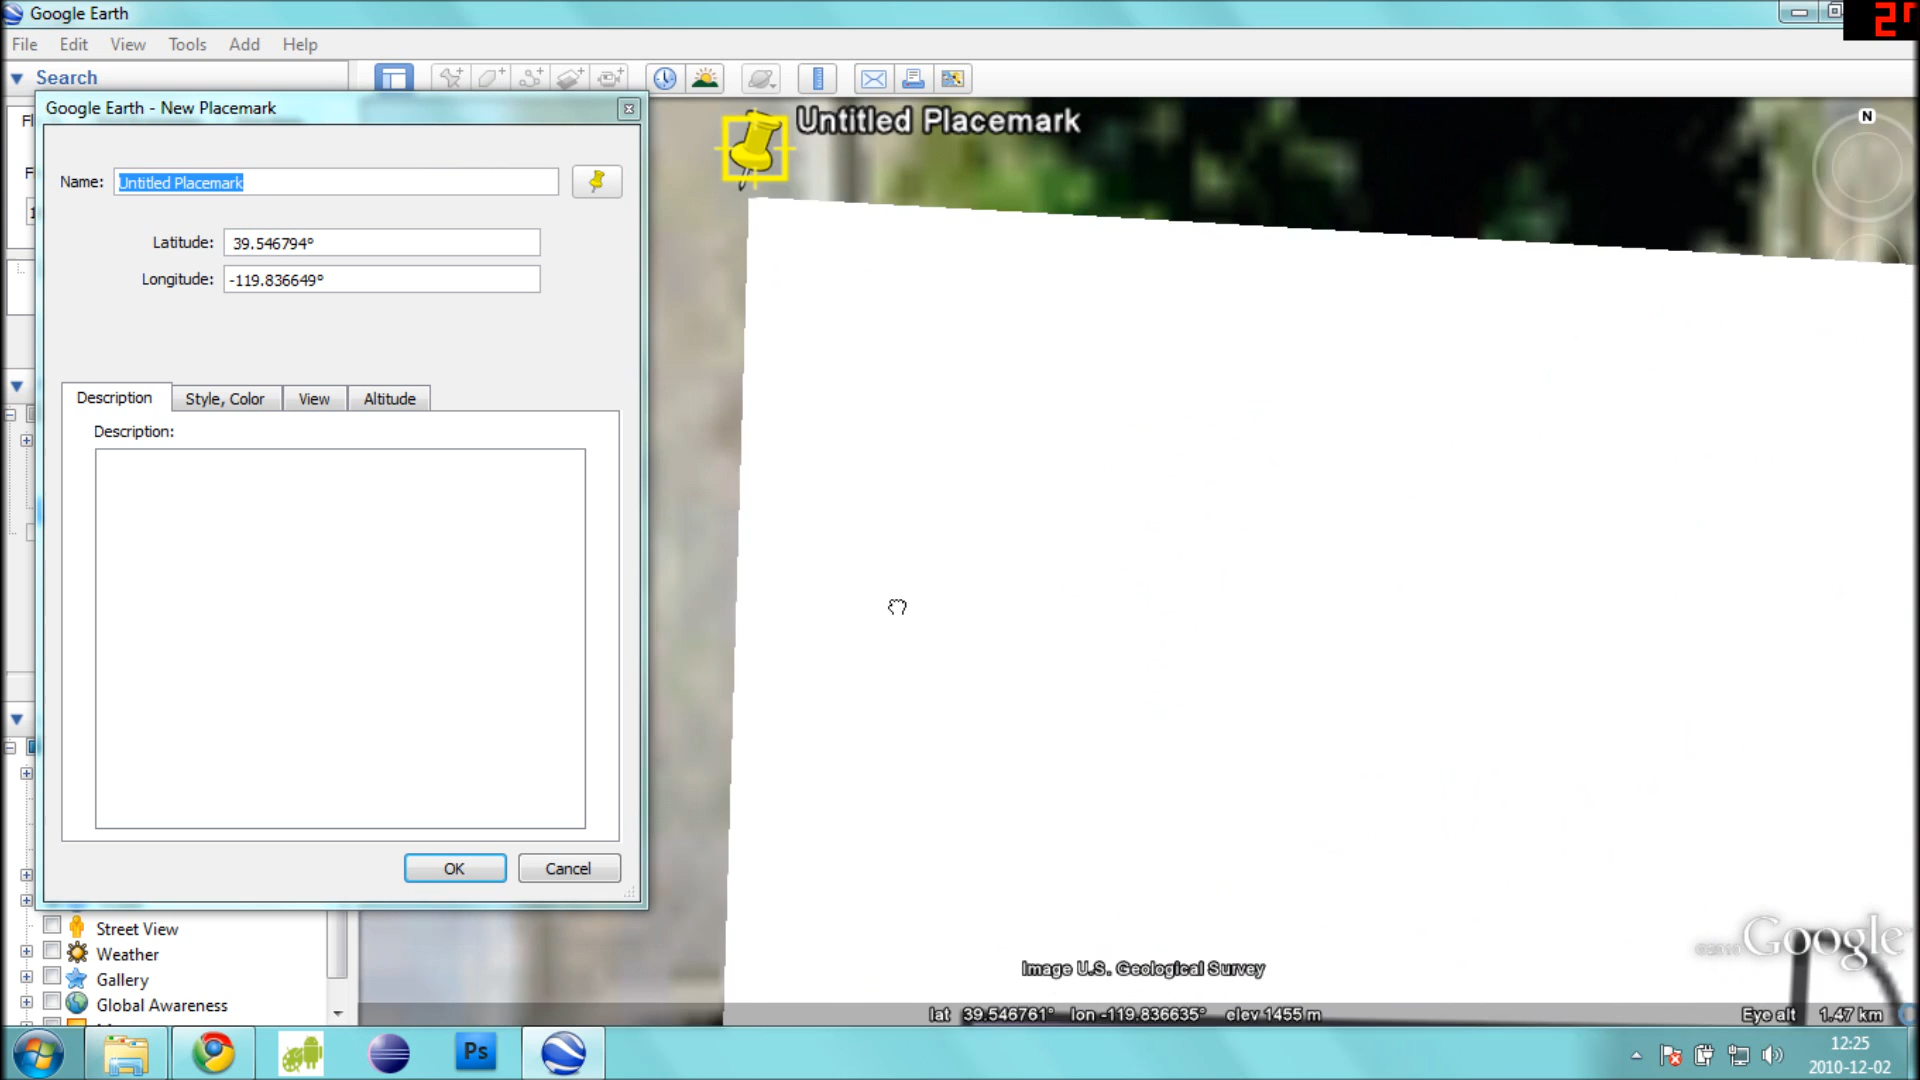 Google Earth
21
File Edit View Tools Add Help
Search
Google Earth - New Placemark
Untitled Placemark
N
Name: Untitled Placemark
Latitude: 39.546794°
Longitude: -119.836649°
Description Style, Color View Altitude
Description:
OK Cancel
Street View
Weather
Gallery
Global Awareness
©2010 Google
Image U.S. Geological Survey
lat 39.546761° lon -119.836635° elev 1455 m
Eye alt 1.47 km
Ps
12:25
2010-12-02